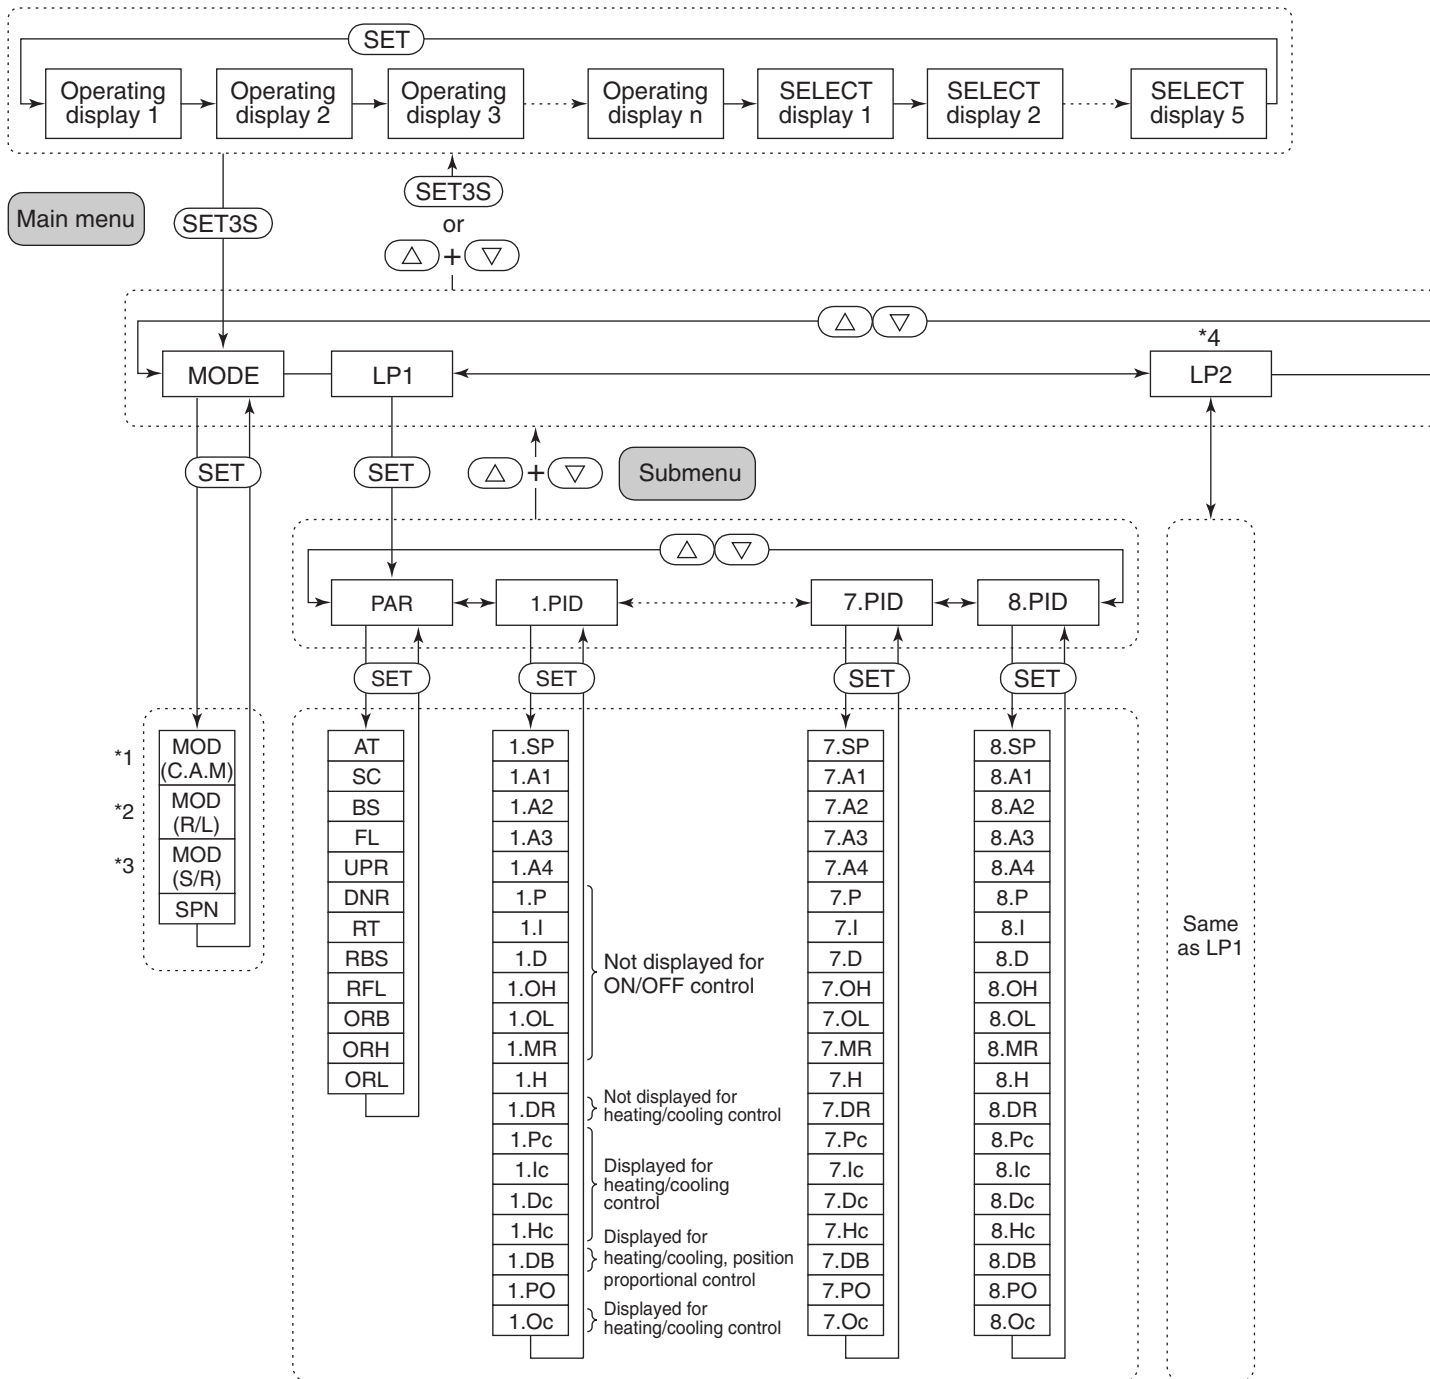 SET
Operating
display 1
Operating
display 2
Operating
display 3
Operating
display n
SELECT
display 1
SELECT
display 2
SELECT
display 5
Main menu
SET3S
SET3S
or
△ + ▽
△ ▽
*4
MODE
LP1
LP2
SET
SET
△ + ▽
Submenu
△ ▽
PAR
1.PID
7.PID
8.PID
SET
SET
SET
SET
*1
MOD
(C.A.M)
*2
MOD
(R/L)
*3
MOD
(S/R)
SPN
AT
SC
BS
FL
UPR
DNR
RT
RBS
RFL
ORB
ORH
ORL
1.SP
1.A1
1.A2
1.A3
1.A4
1.P
1.I
1.D
1.OH
1.OL
1.MR
1.H
1.DR
1.Pc
1.Ic
1.Dc
1.Hc
1.DB
1.PO
1.Oc
Not displayed for
ON/OFF control
Not displayed for
heating/cooling control
Displayed for
heating/cooling
control
Displayed for
heating/cooling, position
proportional control
Displayed for
heating/cooling control
7.SP
7.A1
7.A2
7.A3
7.A4
7.P
7.I
7.D
7.OH
7.OL
7.MR
7.H
7.DR
7.Pc
7.Ic
7.Dc
7.Hc
7.DB
7.PO
7.Oc
8.SP
8.A1
8.A2
8.A3
8.A4
8.P
8.I
8.D
8.OH
8.OL
8.MR
8.H
8.DR
8.Pc
8.Ic
8.Dc
8.Hc
8.DB
8.PO
8.Oc
Same
as LP1